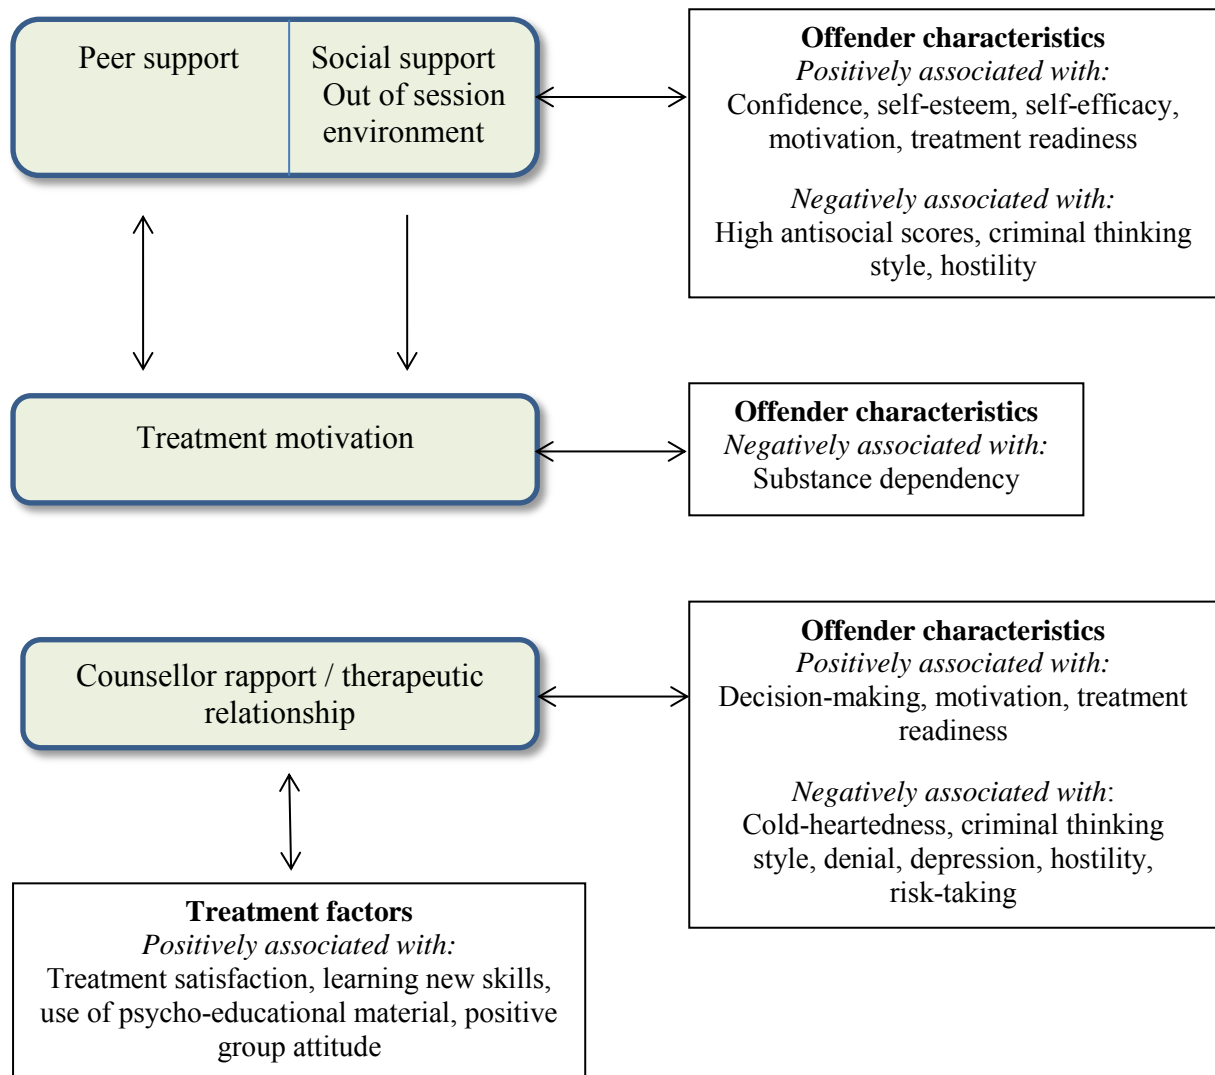 Peer support
Social support
Out of session
environment
Offender characteristics
Positively associated with:
Confidence, self-esteem, self-efficacy,
motivation, treatment readiness
Negatively associated with:
High antisocial scores, criminal thinking
style, hostility
Treatment motivation
Offender characteristics
Negatively associated with:
Substance dependency
Counsellor rapport / therapeutic
relationship
Offender characteristics
Positively associated with:
Decision-making, motivation, treatment
readiness
Negatively associated with:
Cold-heartedness, criminal thinking
style, denial, depression, hostility,
risk-taking
Treatment factors
Positively associated with:
Treatment satisfaction, learning new skills,
use of psycho-educational material, positive
group attitude